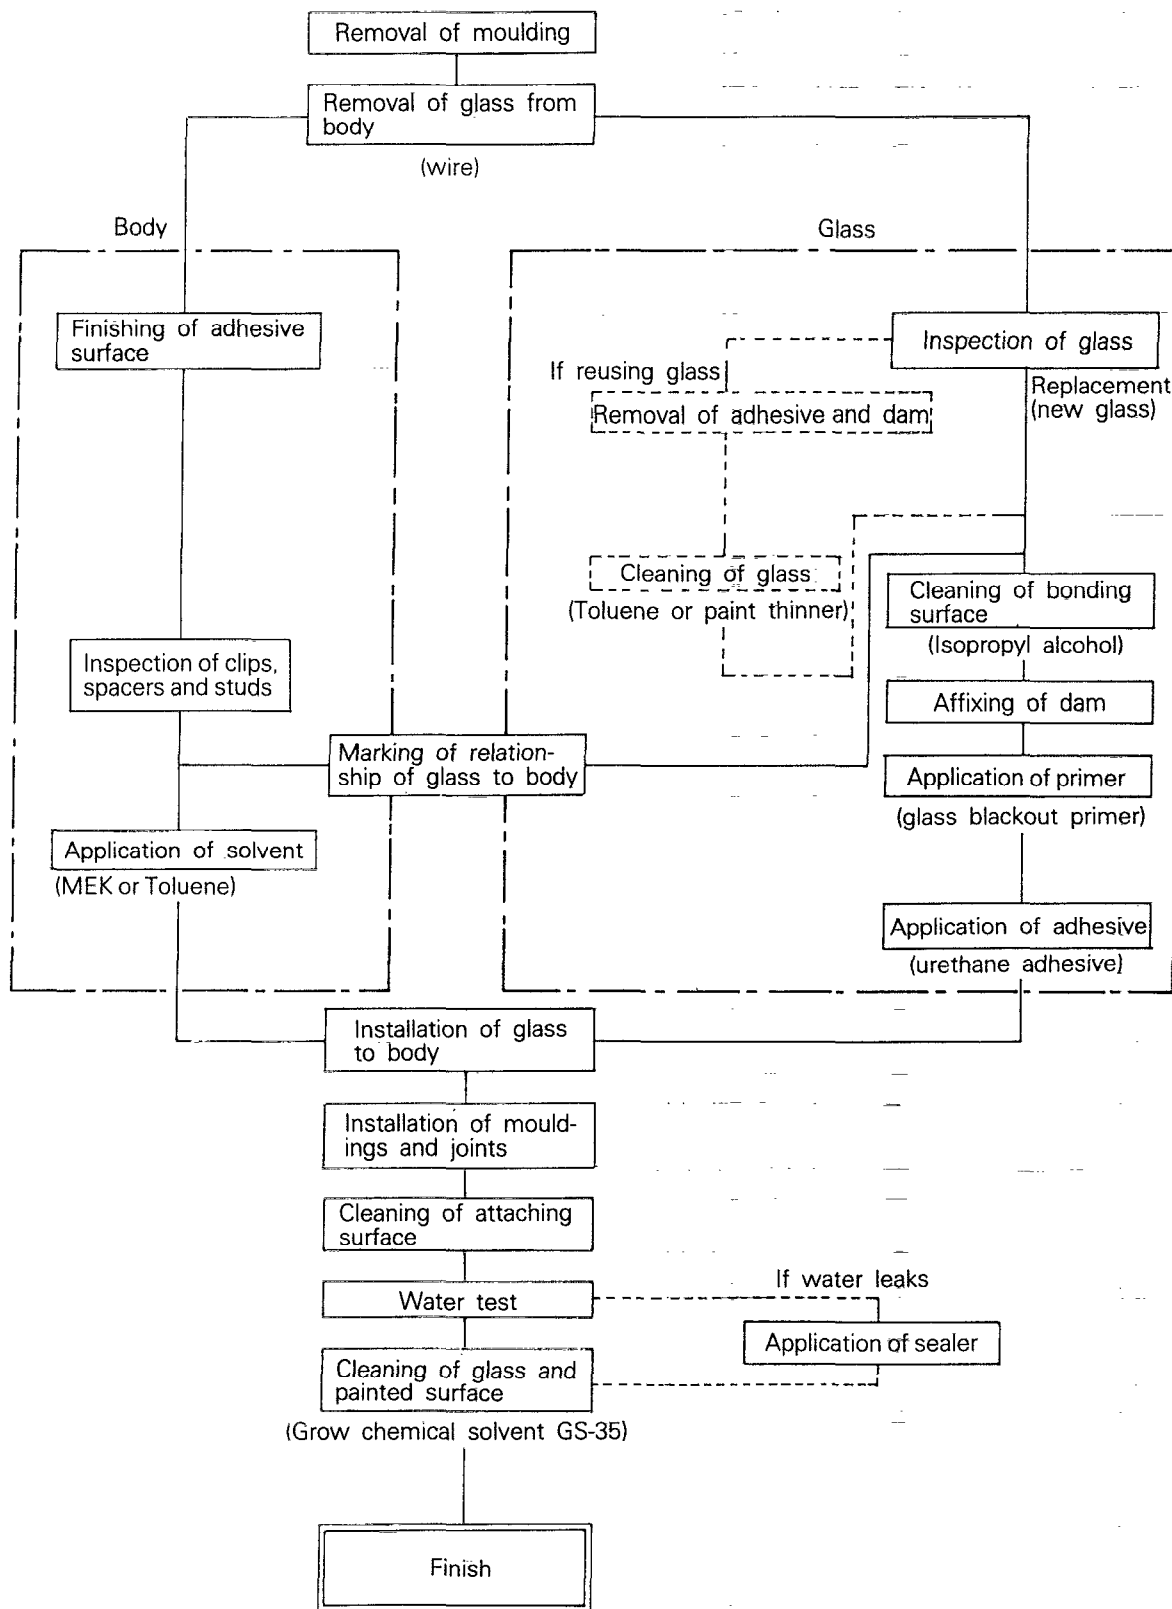 Removal of moulding
Removal of glass from
body
(wire)
Body
Glass
Finishing of adhesive
surface
Inspection of glass
If reusing glass
Replacement
(new glass)
Removal of adhesive and dam
Cleaning of glass
(Toluene or paint thinner)
Cleaning of bonding
surface
(Isopropyl alcohol)
Inspection of clips,
spacers and studs
Affixing of dam
Marking of relation-
ship of glass to body
Application of primer
(glass blackout primer)
Application of solvent
(MEK or Toluene)
Application of adhesive
(urethane adhesive)
Installation of glass
to body
Installation of mould-
ings and joints
Cleaning of attaching
surface
If water leaks
Water test
Application of sealer
Cleaning of glass and
painted surface
(Grow chemical solvent GS-35)
Finish